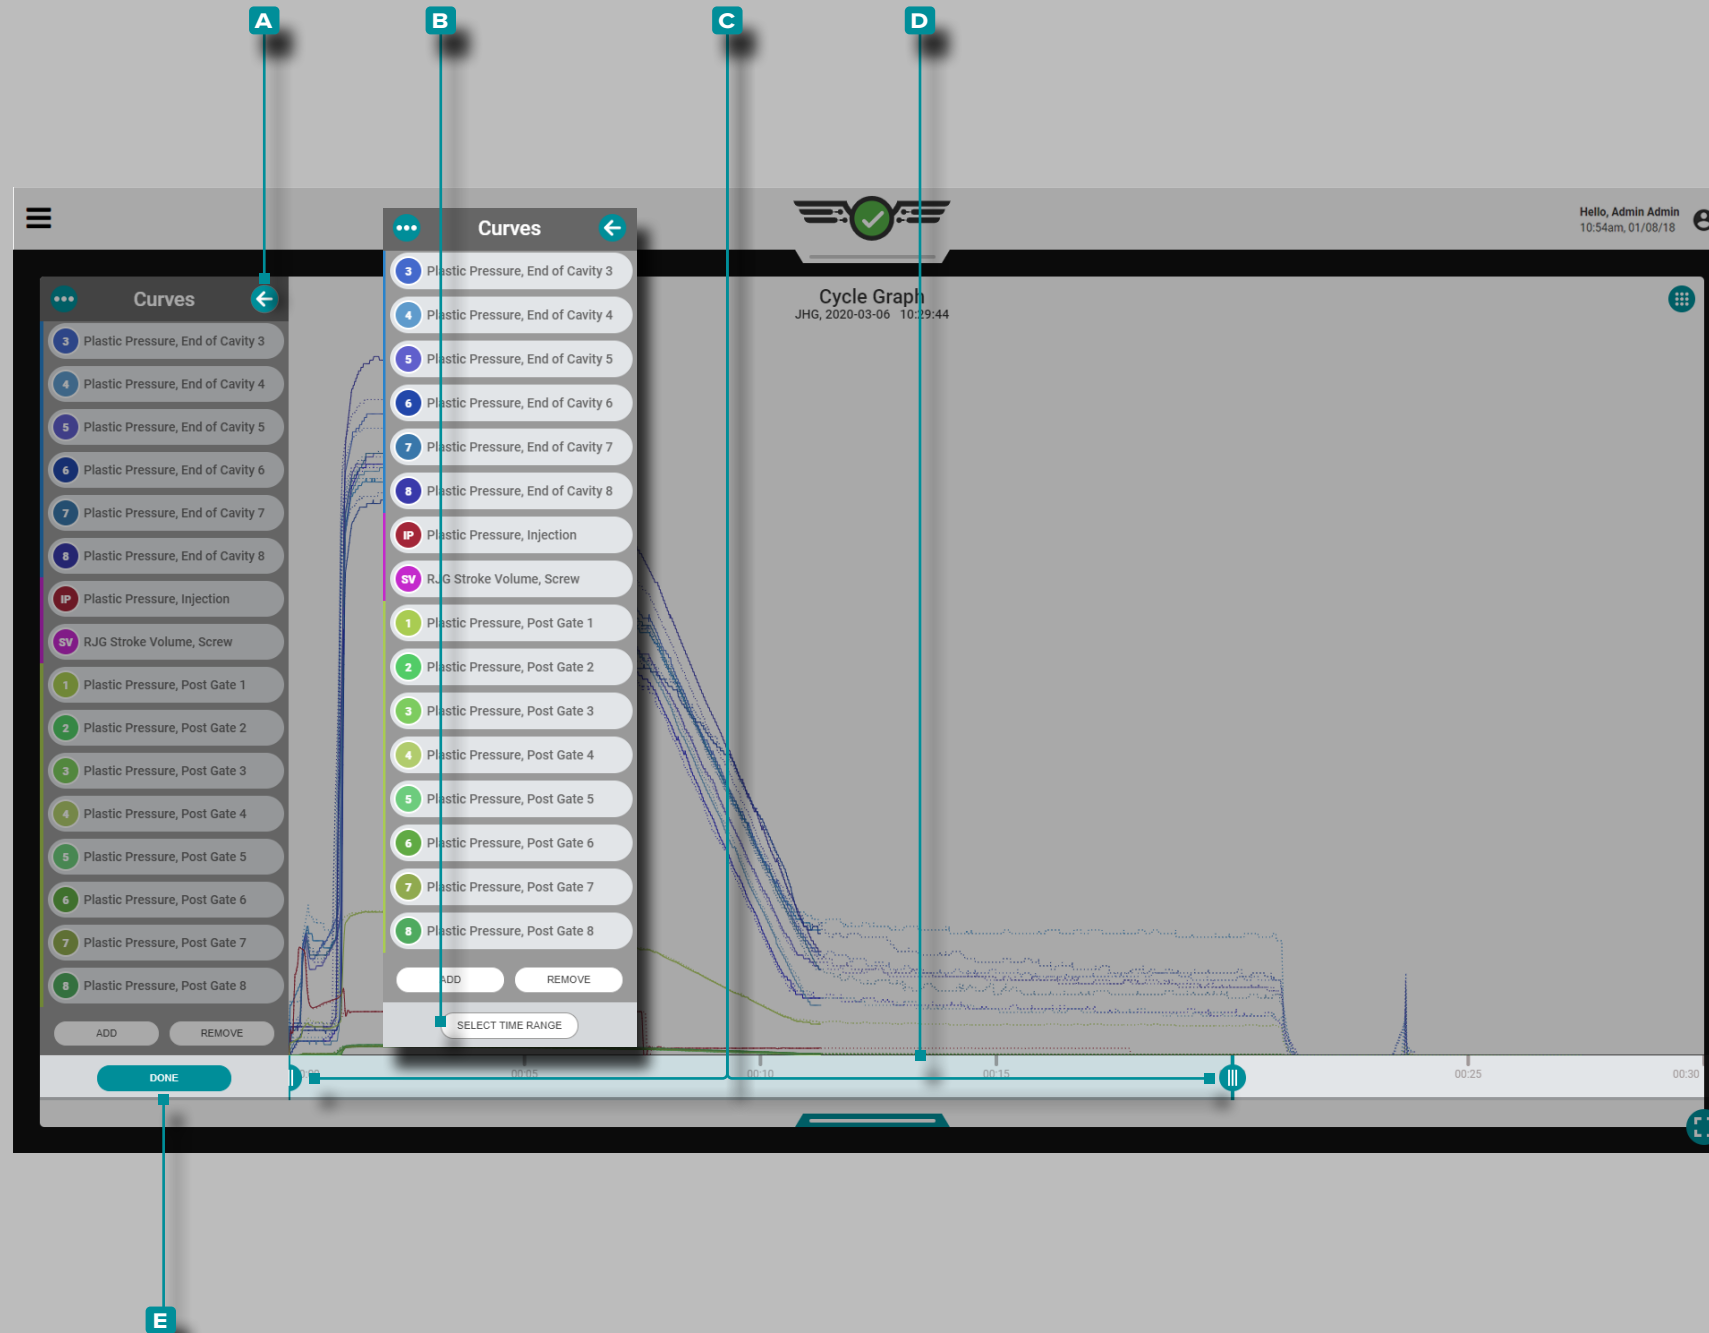 A
B
C
D
Hello, Admin Admin
10:54am, 01/08/18
Curves
3 Plastic Pressure, End of Cavity 3
4 Plastic Pressure, End of Cavity 4
5 Plastic Pressure, End of Cavity 5
6 Plastic Pressure, End of Cavity 6
7 Plastic Pressure, End of Cavity 7
8 Plastic Pressure, End of Cavity 8
IP Plastic Pressure, Injection
SV RJG Stroke Volume, Screw
1 Plastic Pressure, Post Gate 1
2 Plastic Pressure, Post Gate 2
3 Plastic Pressure, Post Gate 3
4 Plastic Pressure, Post Gate 4
5 Plastic Pressure, Post Gate 5
6 Plastic Pressure, Post Gate 6
7 Plastic Pressure, Post Gate 7
8 Plastic Pressure, Post Gate 8
ADD REMOVE
DONE
Curves
3 Plastic Pressure, End of Cavity 3
4 Plastic Pressure, End of Cavity 4
5 Plastic Pressure, End of Cavity 5
6 Plastic Pressure, End of Cavity 6
7 Plastic Pressure, End of Cavity 7
8 Plastic Pressure, End of Cavity 8
IP Plastic Pressure, Injection
SV RJG Stroke Volume, Screw
1 Plastic Pressure, Post Gate 1
2 Plastic Pressure, Post Gate 2
3 Plastic Pressure, Post Gate 3
4 Plastic Pressure, Post Gate 4
5 Plastic Pressure, Post Gate 5
6 Plastic Pressure, Post Gate 6
7 Plastic Pressure, Post Gate 7
8 Plastic Pressure, Post Gate 8
ADD REMOVE
SELECT TIME RANGE
Cycle Graph
JHG, 2020-03-06 10:29:44
00:05 00:10 00:15 00:25 00:30
E